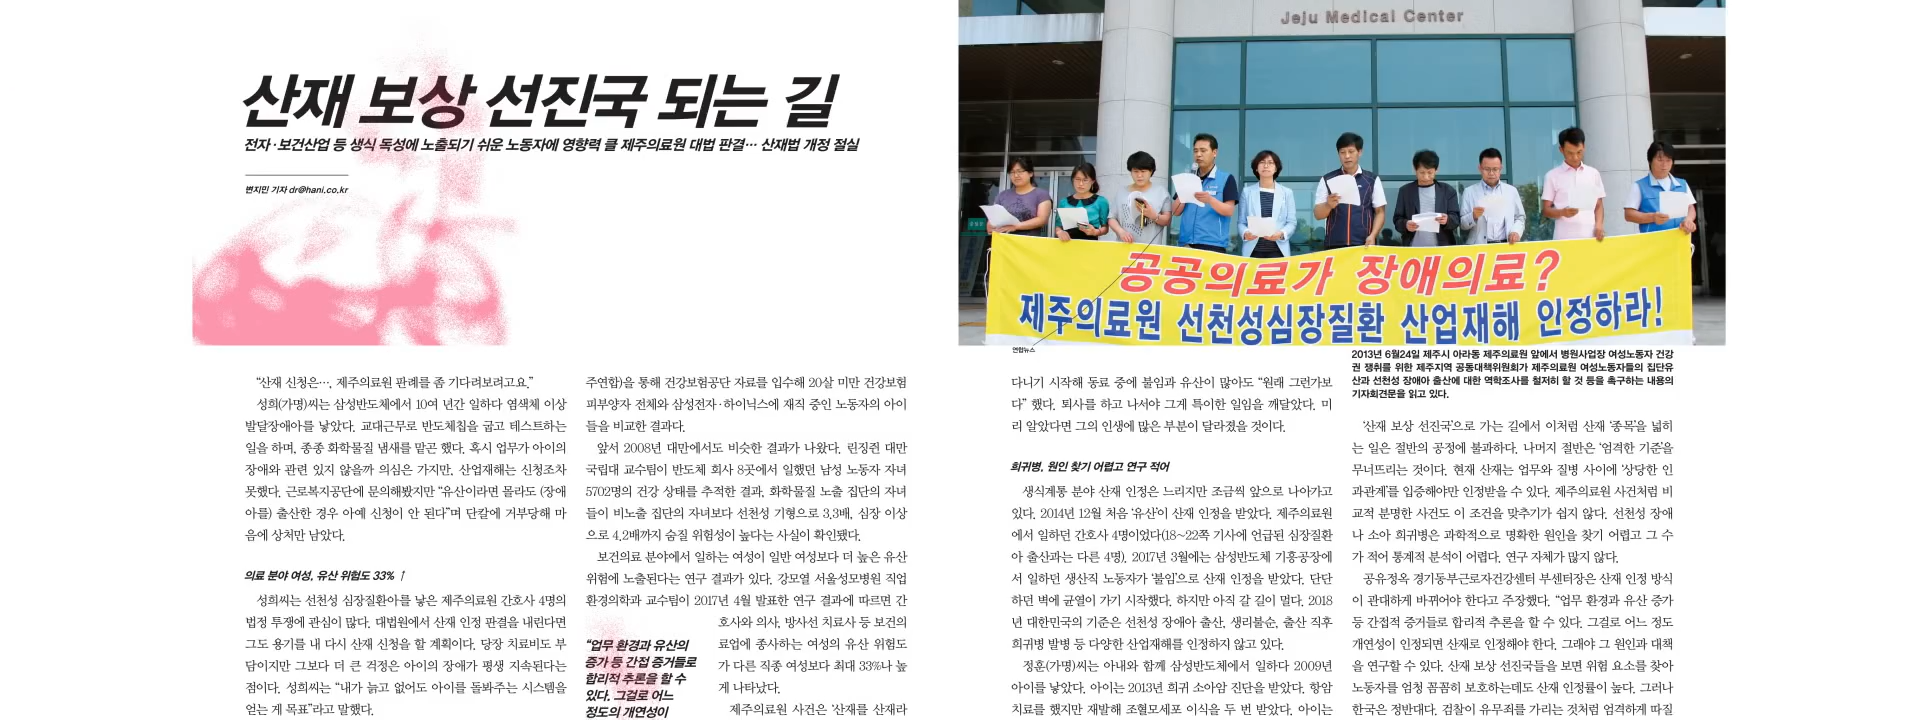 산재 보상 선진국 되는 길
전자·보건산업 등 생식 독성에 노출되기 쉬운 노동자에 영향력 클 제주의료원 대법 판결… 산재법 개정 절실
변지민 기자 dr@hani.co.kr
“산재 신청은…, 제주의료원 판례를 좀 기다려보려고요.”
성희(가명)씨는 삼성반도체에서 10여 년간 일하다 염색체 이상
발달장애아를 낳았다. 교대근무로 반도체칩을 굽고 테스트하는
일을 하며, 종종 화학물질 냄새를 맡곤 했다. 혹시 업무가 아이의
장애와 관련 있지 않을까 의심은 가지만, 산업재해는 신청조차
못했다. 근로복지공단에 문의해봤지만 “유산이라면 몰라도 (장애
아를) 출산한 경우 아예 신청이 안 된다”며 단칼에 거부당해 마
음에 상처만 남았다.
의료 분야 여성, 유산 위험도 33% ↑
성희씨는 선천성 심장질환아를 낳은 제주의료원 간호사 4명의
법정 투쟁에 관심이 많다. 대법원에서 산재 인정 판결을 내린다면
그도 용기를 내 다시 산재 신청을 할 계획이다. 당장 치료비도 부
담이지만 그보다 더 큰 걱정은 아이의 장애가 평생 지속된다는
점이다. 성희씨는 “내가 늙고 없어도 아이를 돌봐주는 시스템을
얻는 게 목표”라고 말했다.
주연합)을 통해 건강보험공단 자료를 입수해 20살 미만 건강보험
피부양자 전체와 삼성전자·하이닉스에 재직 중인 노동자의 아이
들을 비교한 결과다.
앞서 2008년 대만에서도 비슷한 결과가 나왔다. 린징쥔 대만
국립대 교수팀이 반도체 회사 8곳에서 일했던 남성 노동자 자녀
5702명의 건강 상태를 추적한 결과, 화학물질 노출 집단의 자녀
들이 비노출 집단의 자녀보다 선천성 기형으로 3.3배, 심장 이상
으로 4.2배까지 숨질 위험성이 높다는 사실이 확인됐다.
보건의료 분야에서 일하는 여성이 일반 여성보다 더 높은 유산
위험에 노출된다는 연구 결과가 있다. 강모열 서울성모병원 직업
환경의학과 교수팀이 2017년 4월 발표한 연구 결과에 따르면 간
호사와 의사, 방사선 치료사 등 보건의
료업에 종사하는 여성의 유산 위험도
가 다른 직종 여성보다 최대 33%나 높
게 나타났다.
제주의료원 사건은 ‘산재를 산재라
“업무 환경과 유산의
증가 등 간접 증거들로
합리적 추론을 할 수
있다. 그걸로 어느
정도의 개연성이
Jeju Medical Center
공공의료가 장애의료?
제주의료원 선천성심장질환 산업재해 인정하라!
연합뉴스
2013년 6월24일 제주시 아라동 제주의료원 앞에서 병원사업장 여성노동자 건강
권 쟁취를 위한 제주지역 공동대책위원회가 제주의료원 여성노동자들의 집단유
산과 선천성 장애아 출산에 대한 역학조사를 철저히 할 것 등을 촉구하는 내용의
기자회견문을 읽고 있다.
다니기 시작해 동료 중에 불임과 유산이 많아도 “원래 그런가보
다” 했다. 퇴사를 하고 나서야 그게 특이한 일임을 깨달았다. 미
리 알았다면 그의 인생에 많은 부분이 달라졌을 것이다.
희귀병, 원인 찾기 어렵고 연구 적어
생식계통 분야 산재 인정은 느리지만 조금씩 앞으로 나아가고
있다. 2014년 12월 처음 ‘유산’이 산재 인정을 받았다. 제주의료원
에서 일하던 간호사 4명이었다(18~22쪽 기사에 언급된 심장질환
아 출산과는 다른 4명). 2017년 3월에는 삼성반도체 기흥공장에
서 일하던 생산직 노동자가 ‘불임’으로 산재 인정을 받았다. 단단
하던 벽에 균열이 가기 시작했다. 하지만 아직 갈 길이 멀다. 2018
년 대한민국의 기준은 선천성 장애아 출산, 생리불순, 출산 직후
희귀병 발병 등 다양한 산업재해를 인정하지 않고 있다.
정훈(가명)씨는 아내와 함께 삼성반도체에서 일하다 2009년
아이를 낳았다. 아이는 2013년 희귀 소아암 진단을 받았다. 항암
치료를 했지만 재발해 조혈모세포 이식을 두 번 받았다. 아이는
‘산재 보상 선진국’으로 가는 길에서 이처럼 산재 ‘종목’을 넓히
는 일은 절반의 공정에 불과하다. 나머지 절반은 ‘엄격한 기준’을
무너뜨리는 것이다. 현재 산재는 업무와 질병 사이에 ‘상당한 인
과관계’를 입증해야만 인정받을 수 있다. 제주의료원 사건처럼 비
교적 분명한 사건도 이 조건을 맞추기가 쉽지 않다. 선천성 장애
나 소아 희귀병은 과학적으로 명확한 원인을 찾기 어렵고 그 수
가 적어 통계적 분석이 어렵다. 연구 자체가 많지 않다.
공유정옥 경기동부근로자건강센터 부센터장은 산재 인정 방식
이 관대하게 바뀌어야 한다고 주장했다. “업무 환경과 유산 증가
등 간접적 증거들로 합리적 추론을 할 수 있다. 그걸로 어느 정도
개연성이 인정되면 산재로 인정해야 한다. 그래야 그 원인과 대책
을 연구할 수 있다. 산재 보상 선진국들을 보면 위험 요소를 찾아
노동자를 엄청 꼼꼼히 보호하는데도 산재 인정률이 높다. 그러나
한국은 정반대다. 검찰이 유무죄를 가리는 것처럼 엄격하게 따질